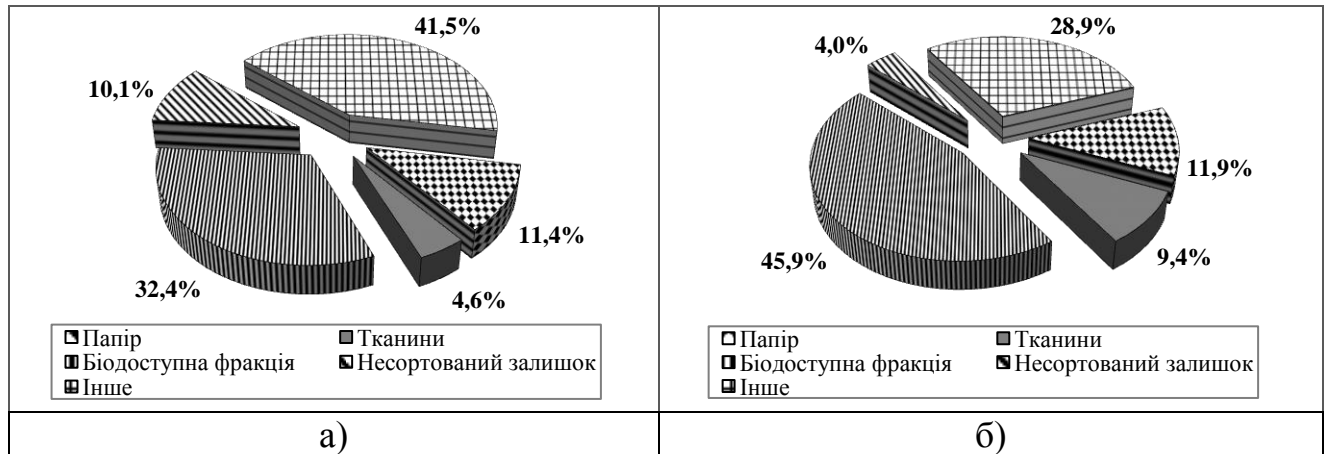 41,5%
10,1%
11,4%
32,4%
4,6%
Папір
Тканини
Біодоступна фракція
Несортований залишок
Інше
а)
28,9%
4,0%
11,9%
45,9%
9,4%
Папір
Тканини
Біодоступна фракція
Несортований залишок
Інше
б)